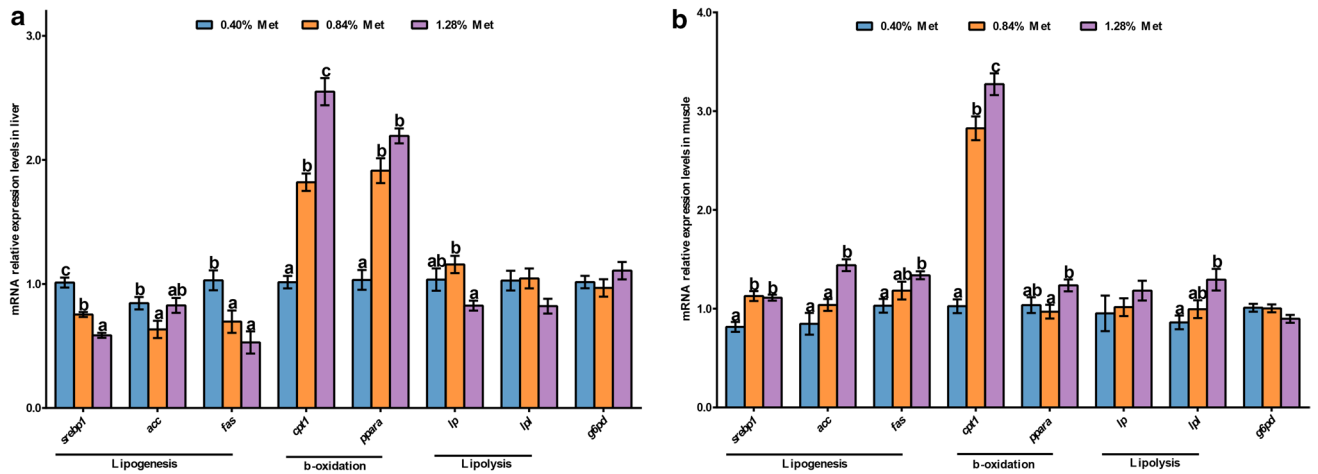 a
0.40% Met 0.84% Met 1.28% Met
mRNA relative expression levels in liver
3.0
2.0
1.0
0.0
c b a
b a ab
b a a
a b c
a b b
ab b a
srebp1 acc fas cpt1 ppara lp lpl g6pd
Lipogenesis b-oxidation Lipolysis
b
0.40% Met 0.84% Met 1.28% Met
mRNA relative expression levels in muscle
4.0
3.0
2.0
1.0
0.0
a b b
a a b
a ab b
a b c
ab a b
a ab b
srebp1 acc fas cpt1 ppara lp lpl g6pd
Lipogenesis b-oxidation Lipolysis